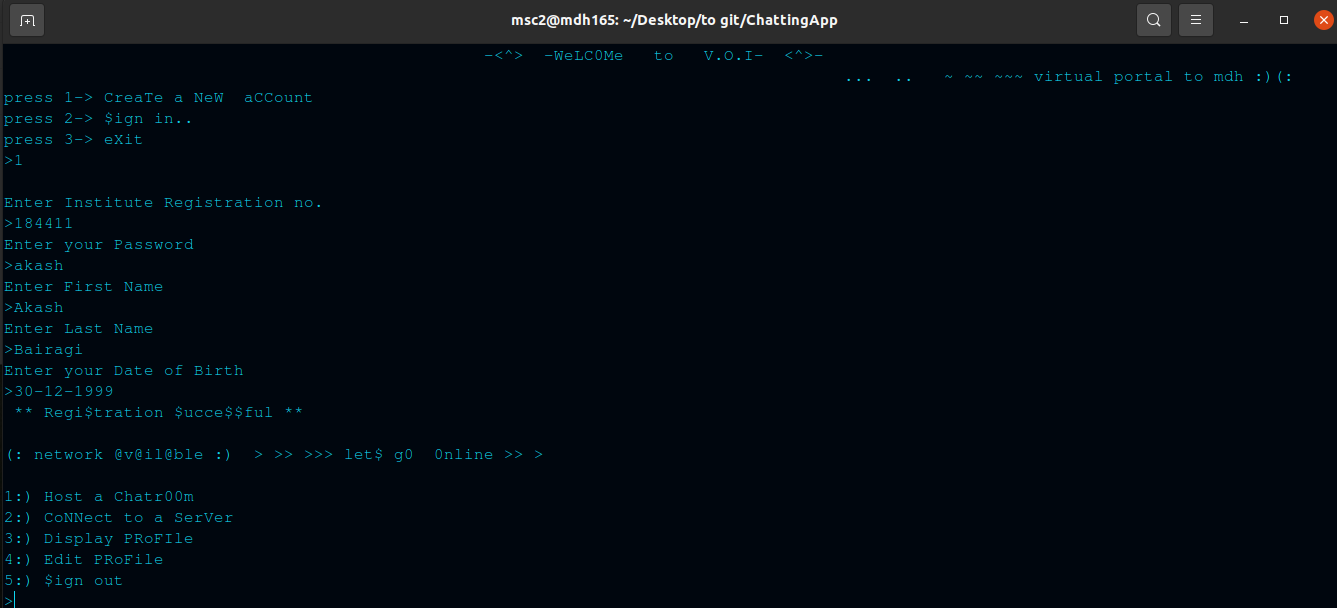 msc2@mdh165: ~/Desktop/to git/ChattingApp
-<^> -WeLC0Me to V.O.I- <^>-
... .. ~ ~~ ~~~ virtual portal to mdh :)(:
press 1-> CreaTe a NeW aCCount
press 2-> $ign in..
press 3-> eXit
>1
Enter Institute Registration no.
>184411
Enter your Password
>akash
Enter First Name
>Akash
Enter Last Name
>Bairagi
Enter your Date of Birth
>30-12-1999
** Regi$tration $ucce$$ful **
(: network @v@il@ble :) > >> >>> let$ g0 0nline >> >
1:) Host a Chatr00m
2:) CoNNect to a SerVer
3:) Display PRoFIle
4:) Edit PRoFile
5:) $ign out
>